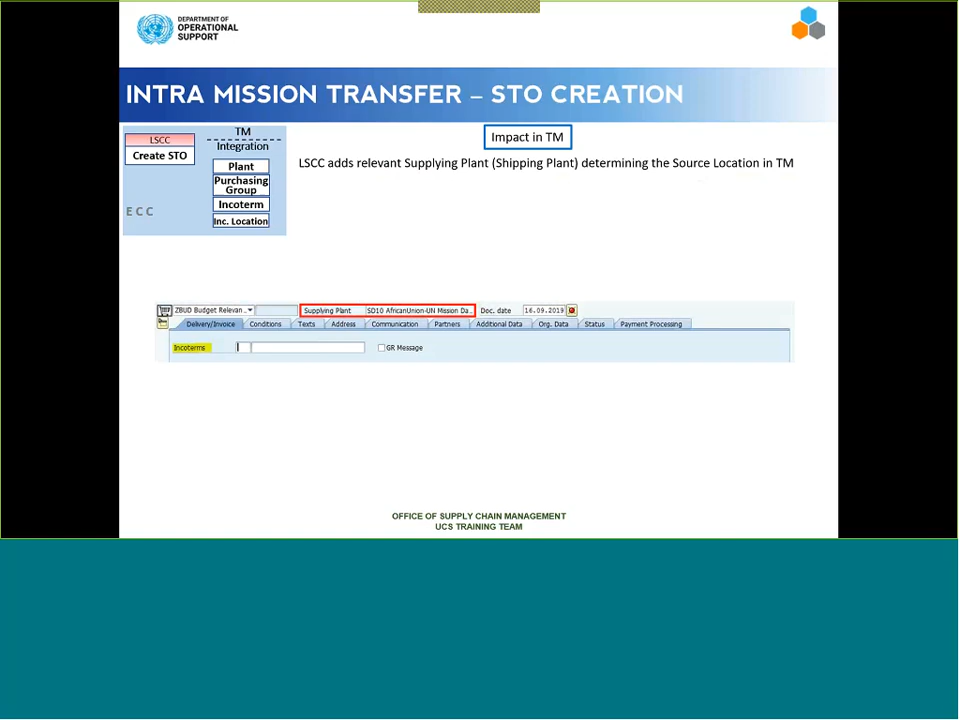 DEPARTMENT OF
OPERATIONAL
SUPPORT
INTRA MISSION TRANSFER – STO CREATION
LSCC
Create STO
ECC
TM
Integration
Plant
Purchasing
Group
Incoterm
Inc. Location
Impact in TM
LSCC adds relevant Supplying Plant (Shipping Plant) determining the Source Location in TM
ZBUD Budget Relevan.. Supplying Plant SD10 AfricanUnion-UN Mission Da... Doc. date 16.09.2019
Delivery/Invoice Conditions Texts Address Communication Partners Additional Data Org. Data Status Payment Processing
Incoterms GR Message
OFFICE OF SUPPLY CHAIN MANAGEMENT
UCS TRAINING TEAM